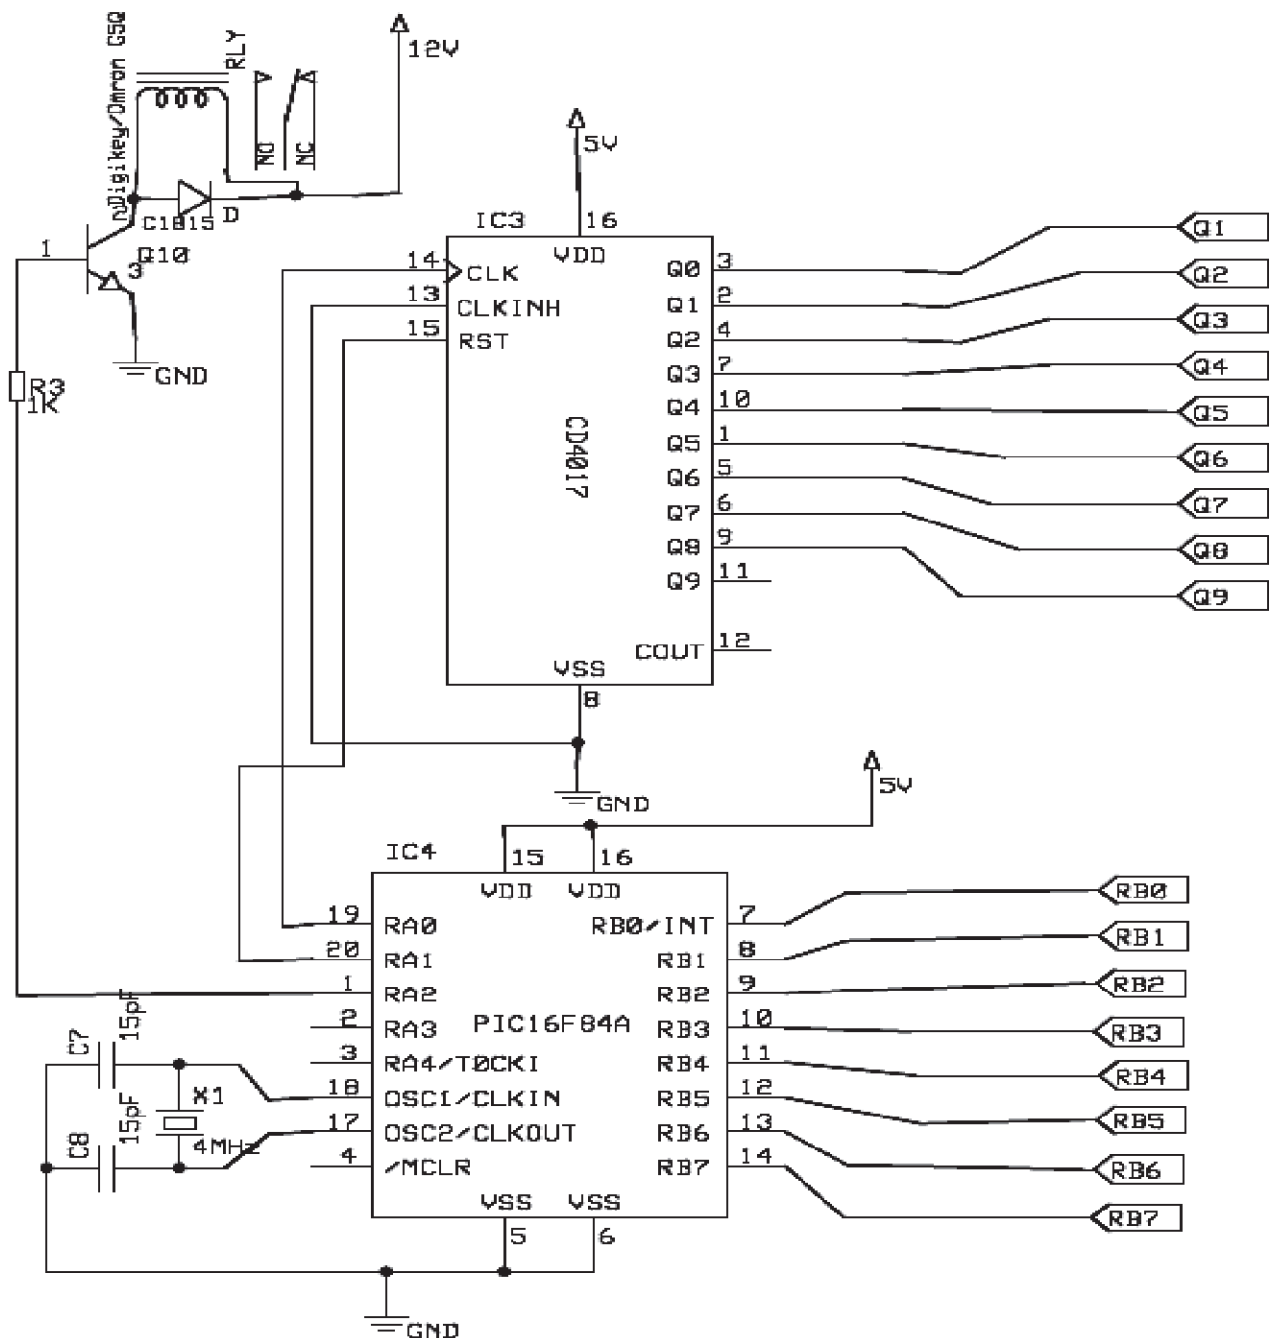 Digikey/Omron G5Q
RLY
NO
NC
12V
2
C1815
D
1
Q10
3
GND
R3
1K
5V
IC3
16
VDD
14
CLK
13
CLKINH
15
RST
CD4017
Q0
3
Q1
2
Q2
4
Q3
7
Q4
10
Q5
1
Q6
5
Q7
6
Q8
9
Q9
11
COUT
12
VSS
8
GND
Q1
Q2
Q3
Q4
Q5
Q6
Q7
Q8
Q9
5V
IC4
15
16
VDD
VDD
19
RA0
20
RA1
1
RA2
2
RA3
3
RA4/T0CKI
18
OSC1/CLKIN
17
OSC2/CLKOUT
4
/MCLR
PIC16F84A
RB0/INT
7
RB1
8
RB2
9
RB3
10
RB4
11
RB5
12
RB6
13
RB7
14
VSS
VSS
5
6
RB0
RB1
RB2
RB3
RB4
RB5
RB6
RB7
C7
15pF
C8
15pF
X1
4MHz
GND